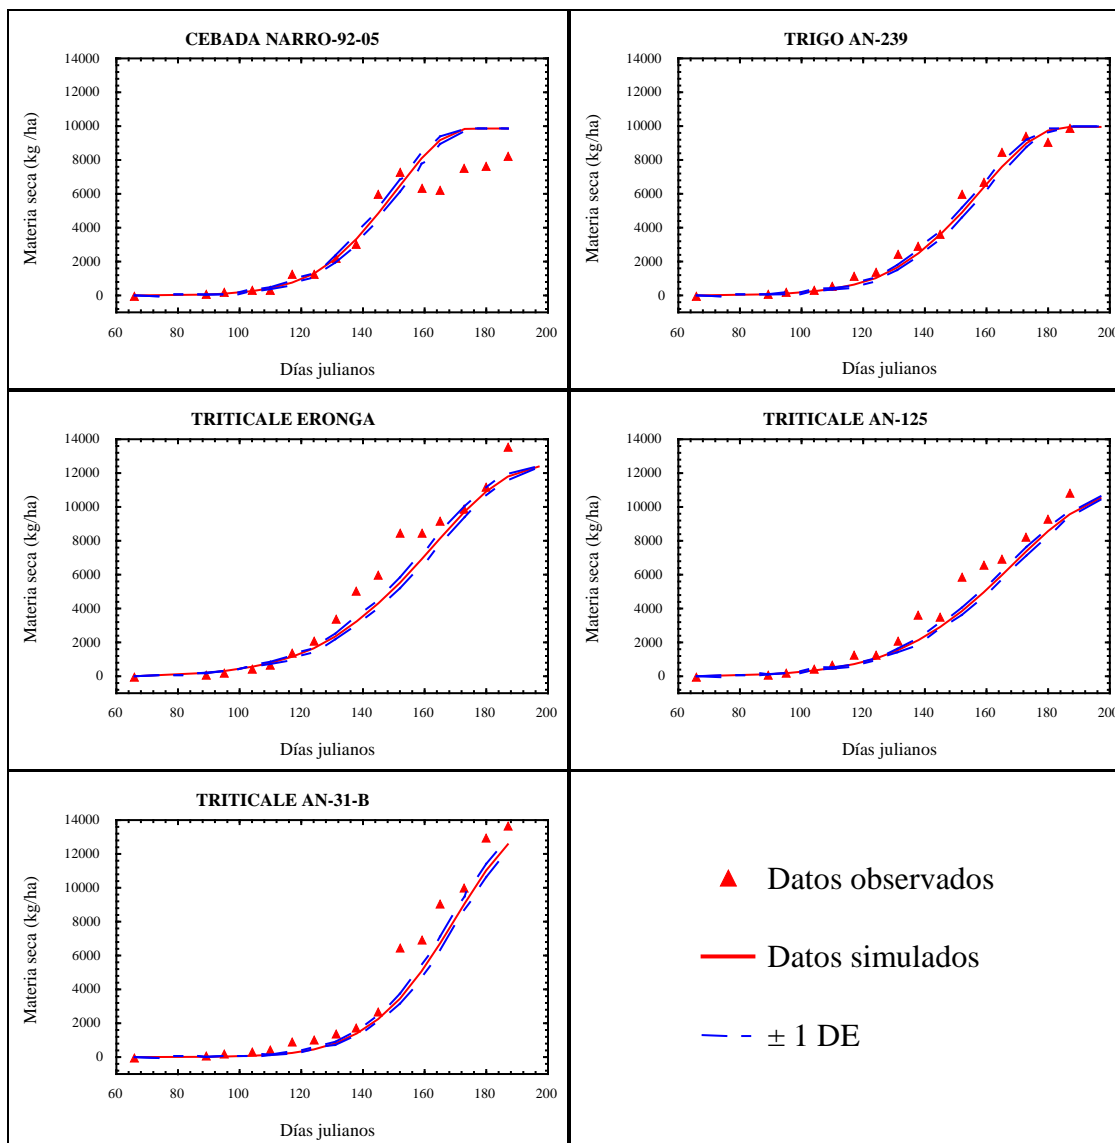 CEBADA NARRO-92-05
14000
12000
10000
8000
6000
4000
2000
0
Materia seca (kg /ha)
60 80 100 120 140 160 180 200
Días julianos
TRIGO AN-239
14000
12000
10000
8000
6000
4000
2000
0
Materia seca (kg/ha)
60 80 100 120 140 160 180 200
Días julianos
TRITICALE ERONGA
14000
12000
10000
8000
6000
4000
2000
0
Materia seca (kg/ha)
60 80 100 120 140 160 180 200
Días julianos
TRITICALE AN-125
14000
12000
10000
8000
6000
4000
2000
0
Materia seca (kg/ha)
60 80 100 120 140 160 180 200
Días julianos
TRITICALE AN-31-B
14000
12000
10000
8000
6000
4000
2000
0
Materia seca (kg/ha)
60 80 100 120 140 160 180 200
Días julianos
Datos observados
Datos simulados
± 1 DE